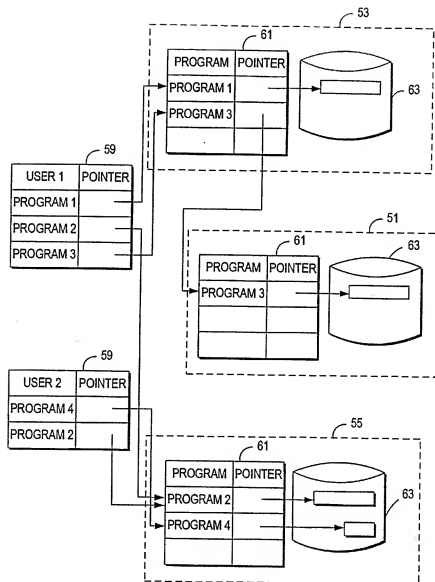 53
61
PROGRAM POINTER
PROGRAM 1
PROGRAM 3
63
59
USER 1 POINTER
PROGRAM 1
PROGRAM 2
PROGRAM 3
51
61
63
PROGRAM POINTER
PROGRAM 3
59
USER 2 POINTER
PROGRAM 4
PROGRAM 2
55
61
PROGRAM POINTER
PROGRAM 2
PROGRAM 4
63